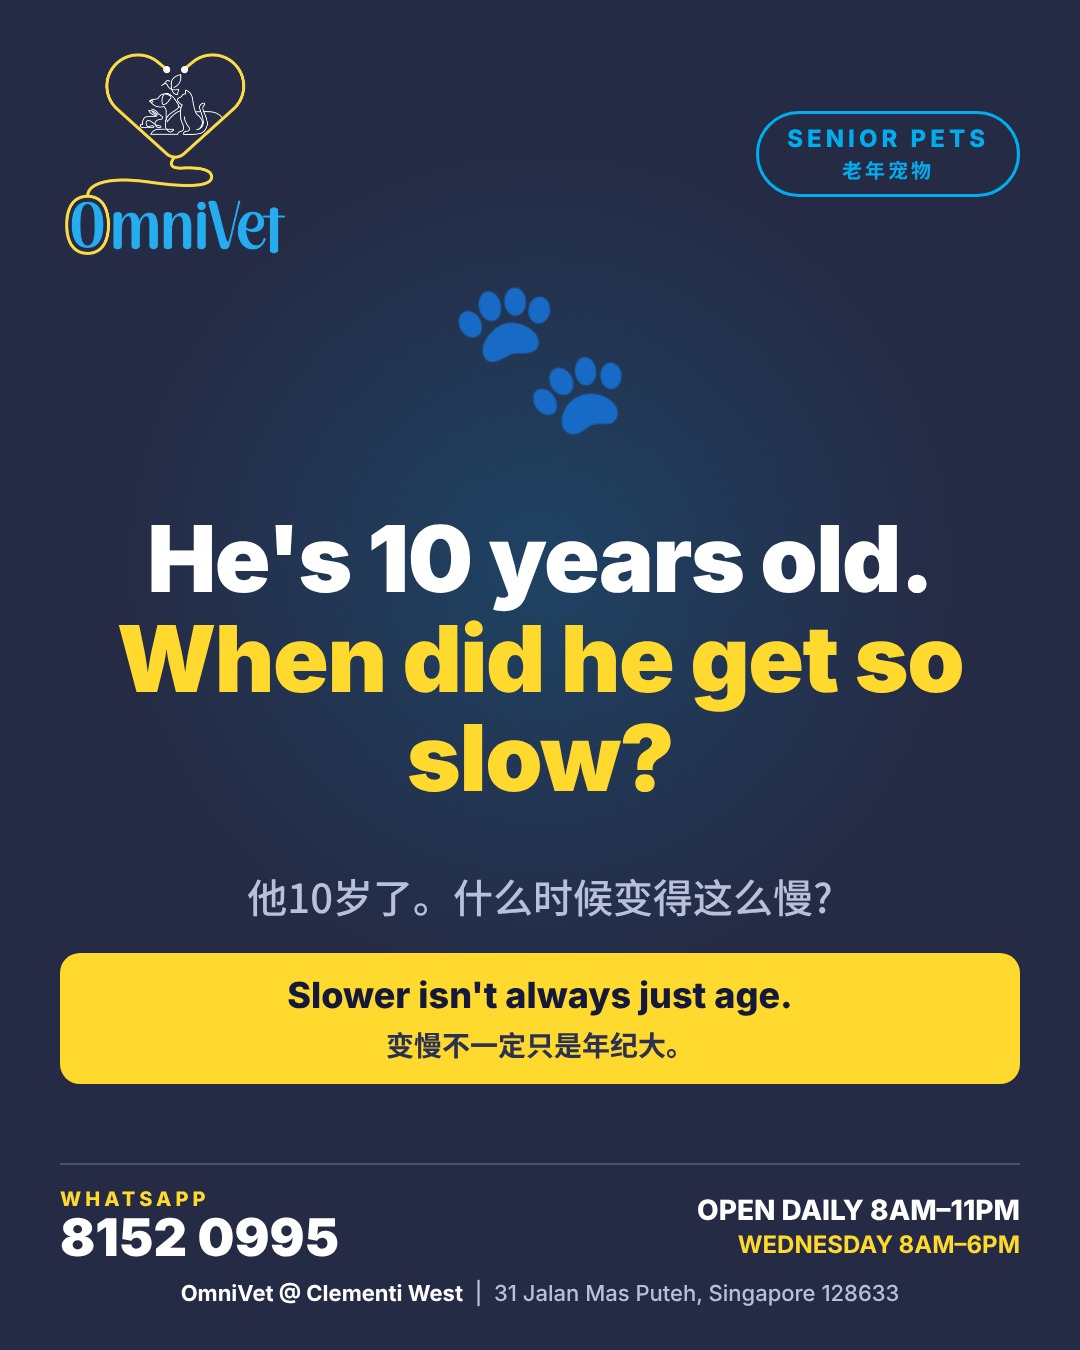 OmniVet
SENIOR PETS
老年宠物
He's 10 years old.
When did he get so
slow?
他10岁了。什么时候变得这么慢?
Slower isn't always just age.
变慢不一定只是年纪大。
WHATSAPP
8152 0995
OPEN DAILY 8AM–11PM
WEDNESDAY 8AM–6PM
OmniVet @ Clementi West | 31 Jalan Mas Puteh, Singapore 128633